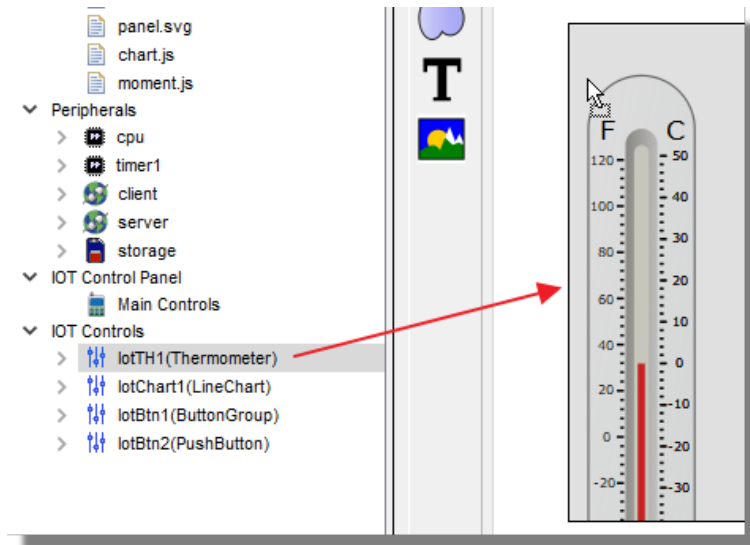 panel.svg
chart.js
moment.js
Peripherals
cpu
timer1
client
server
storage
IOT Control Panel
Main Controls
IOT Controls
IotTH1(Thermometer)
IotChart1(LineChart)
IotBtn1(ButtonGroup)
IotBtn2(PushButton)
T
F C
120 50
100 40
80 30
60 20
40 10
20 0
0 -10
-20 -20
-30